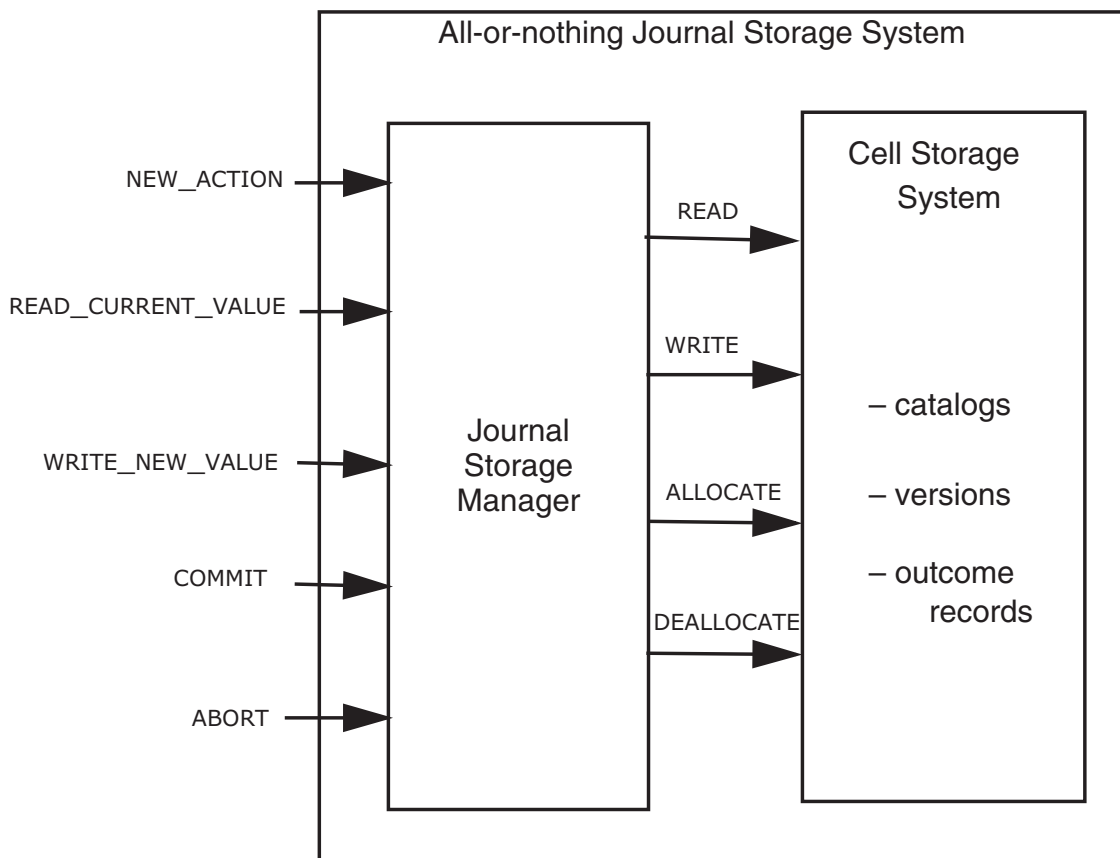 All-or-nothing Journal Storage System
NEW_ACTION
READ_CURRENT_VALUE
WRITE_NEW_VALUE
COMMIT
ABORT
Journal
Storage
Manager
READ
WRITE
ALLOCATE
DEALLOCATE
Cell Storage
System
– catalogs
– versions
– outcome
records